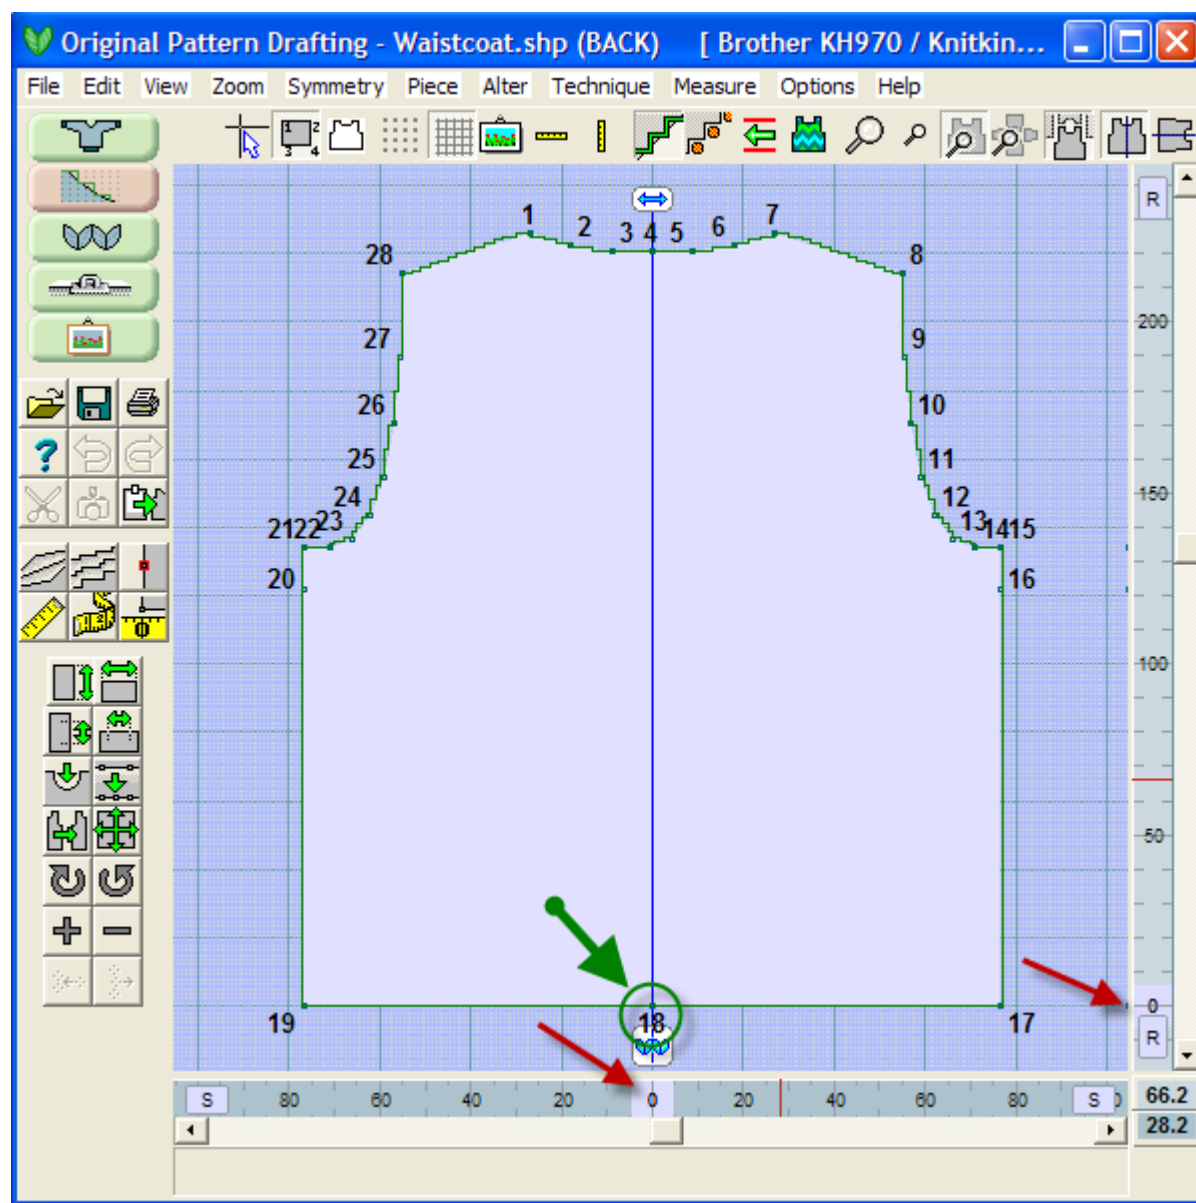 Original Pattern Drafting - Waistcoat.shp (BACK) [ Brother KH970 / Knitkin...
File Edit View Zoom Symmetry Piece Alter Technique Measure Options Help
R
1 2 3 4 5 6 7
28 8
200
27 9
26 10
25 11
24 12
150
21 22 23 13 14 15
20 16
100
50
0
19 18 17
R
S 80 60 40 20 0 20 40 60 80 S
66.2
28.2